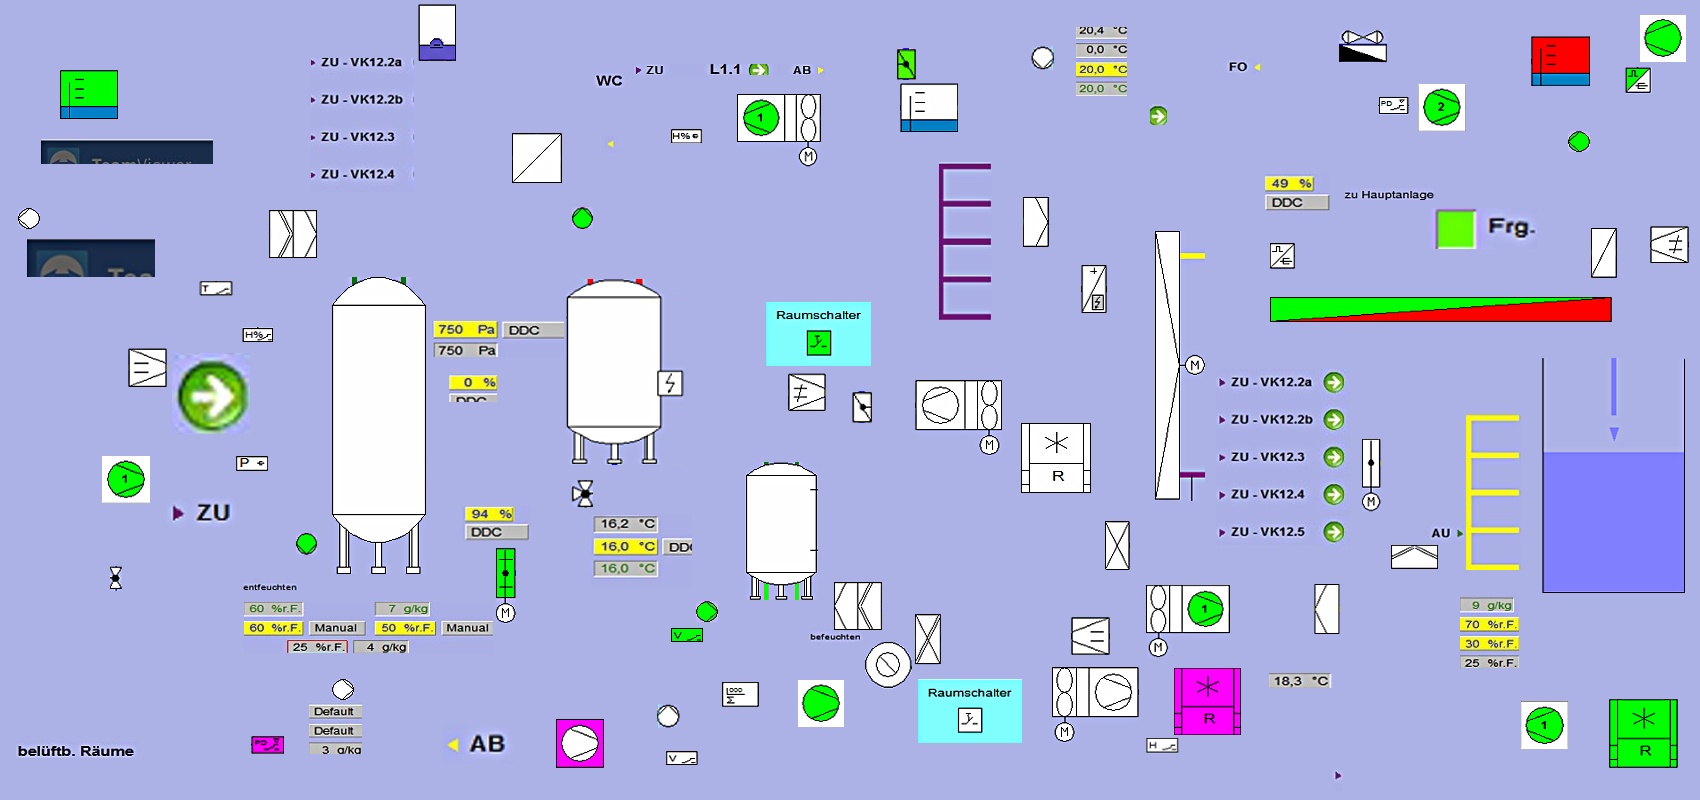 20,4 °C
0,0 °C
20,0 °C
20,0 °C
ZU - VK12.2a
ZU - VK12.2b
ZU - VK12.3
ZU - VK12.4
WC
ZU
L1.1
AB
1
M
H%
FO
PD
2
TeamViewer
49 %
DDC
zu Hauptanlage
Frg.
T
H%
750 Pa
DDC
750 Pa
0 %
DDC
Raumschalter
M
ZU - VK12.2a
ZU - VK12.2b
ZU - VK12.3
ZU - VK12.4
ZU - VK12.5
M
R
M
P
1
ZU
94 %
DDC
16,2 °C
16,0 °C
16,0 °C
AU
M
entfeuchten
60 %r.F.
7 g/kg
60 %r.F.
Manual
50 %r.F.
Manual
25 %r.F.
4 g/kg
V
befeuchten
1
M
9 g/kg
70 %r.F.
30 %r.F.
25 %r.F.
18,3 °C
Raumschalter
1000
Σ
Default
Default
3 g/kg
PD
AB
V
M
H
R
1
R
belüftb. Räume